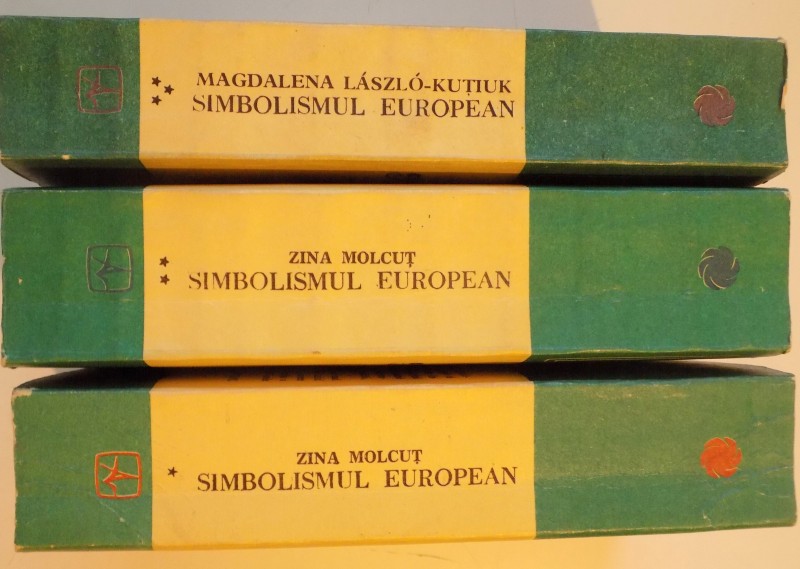 MAGDALENA LÁSZLÓ-KUȚIUK
SIMBOLISMUL EUROPEAN
ZINA MOLCUȚ
SIMBOLISMUL EUROPEAN
ZINA MOLCUȚ
SIMBOLISMUL EUROPEAN